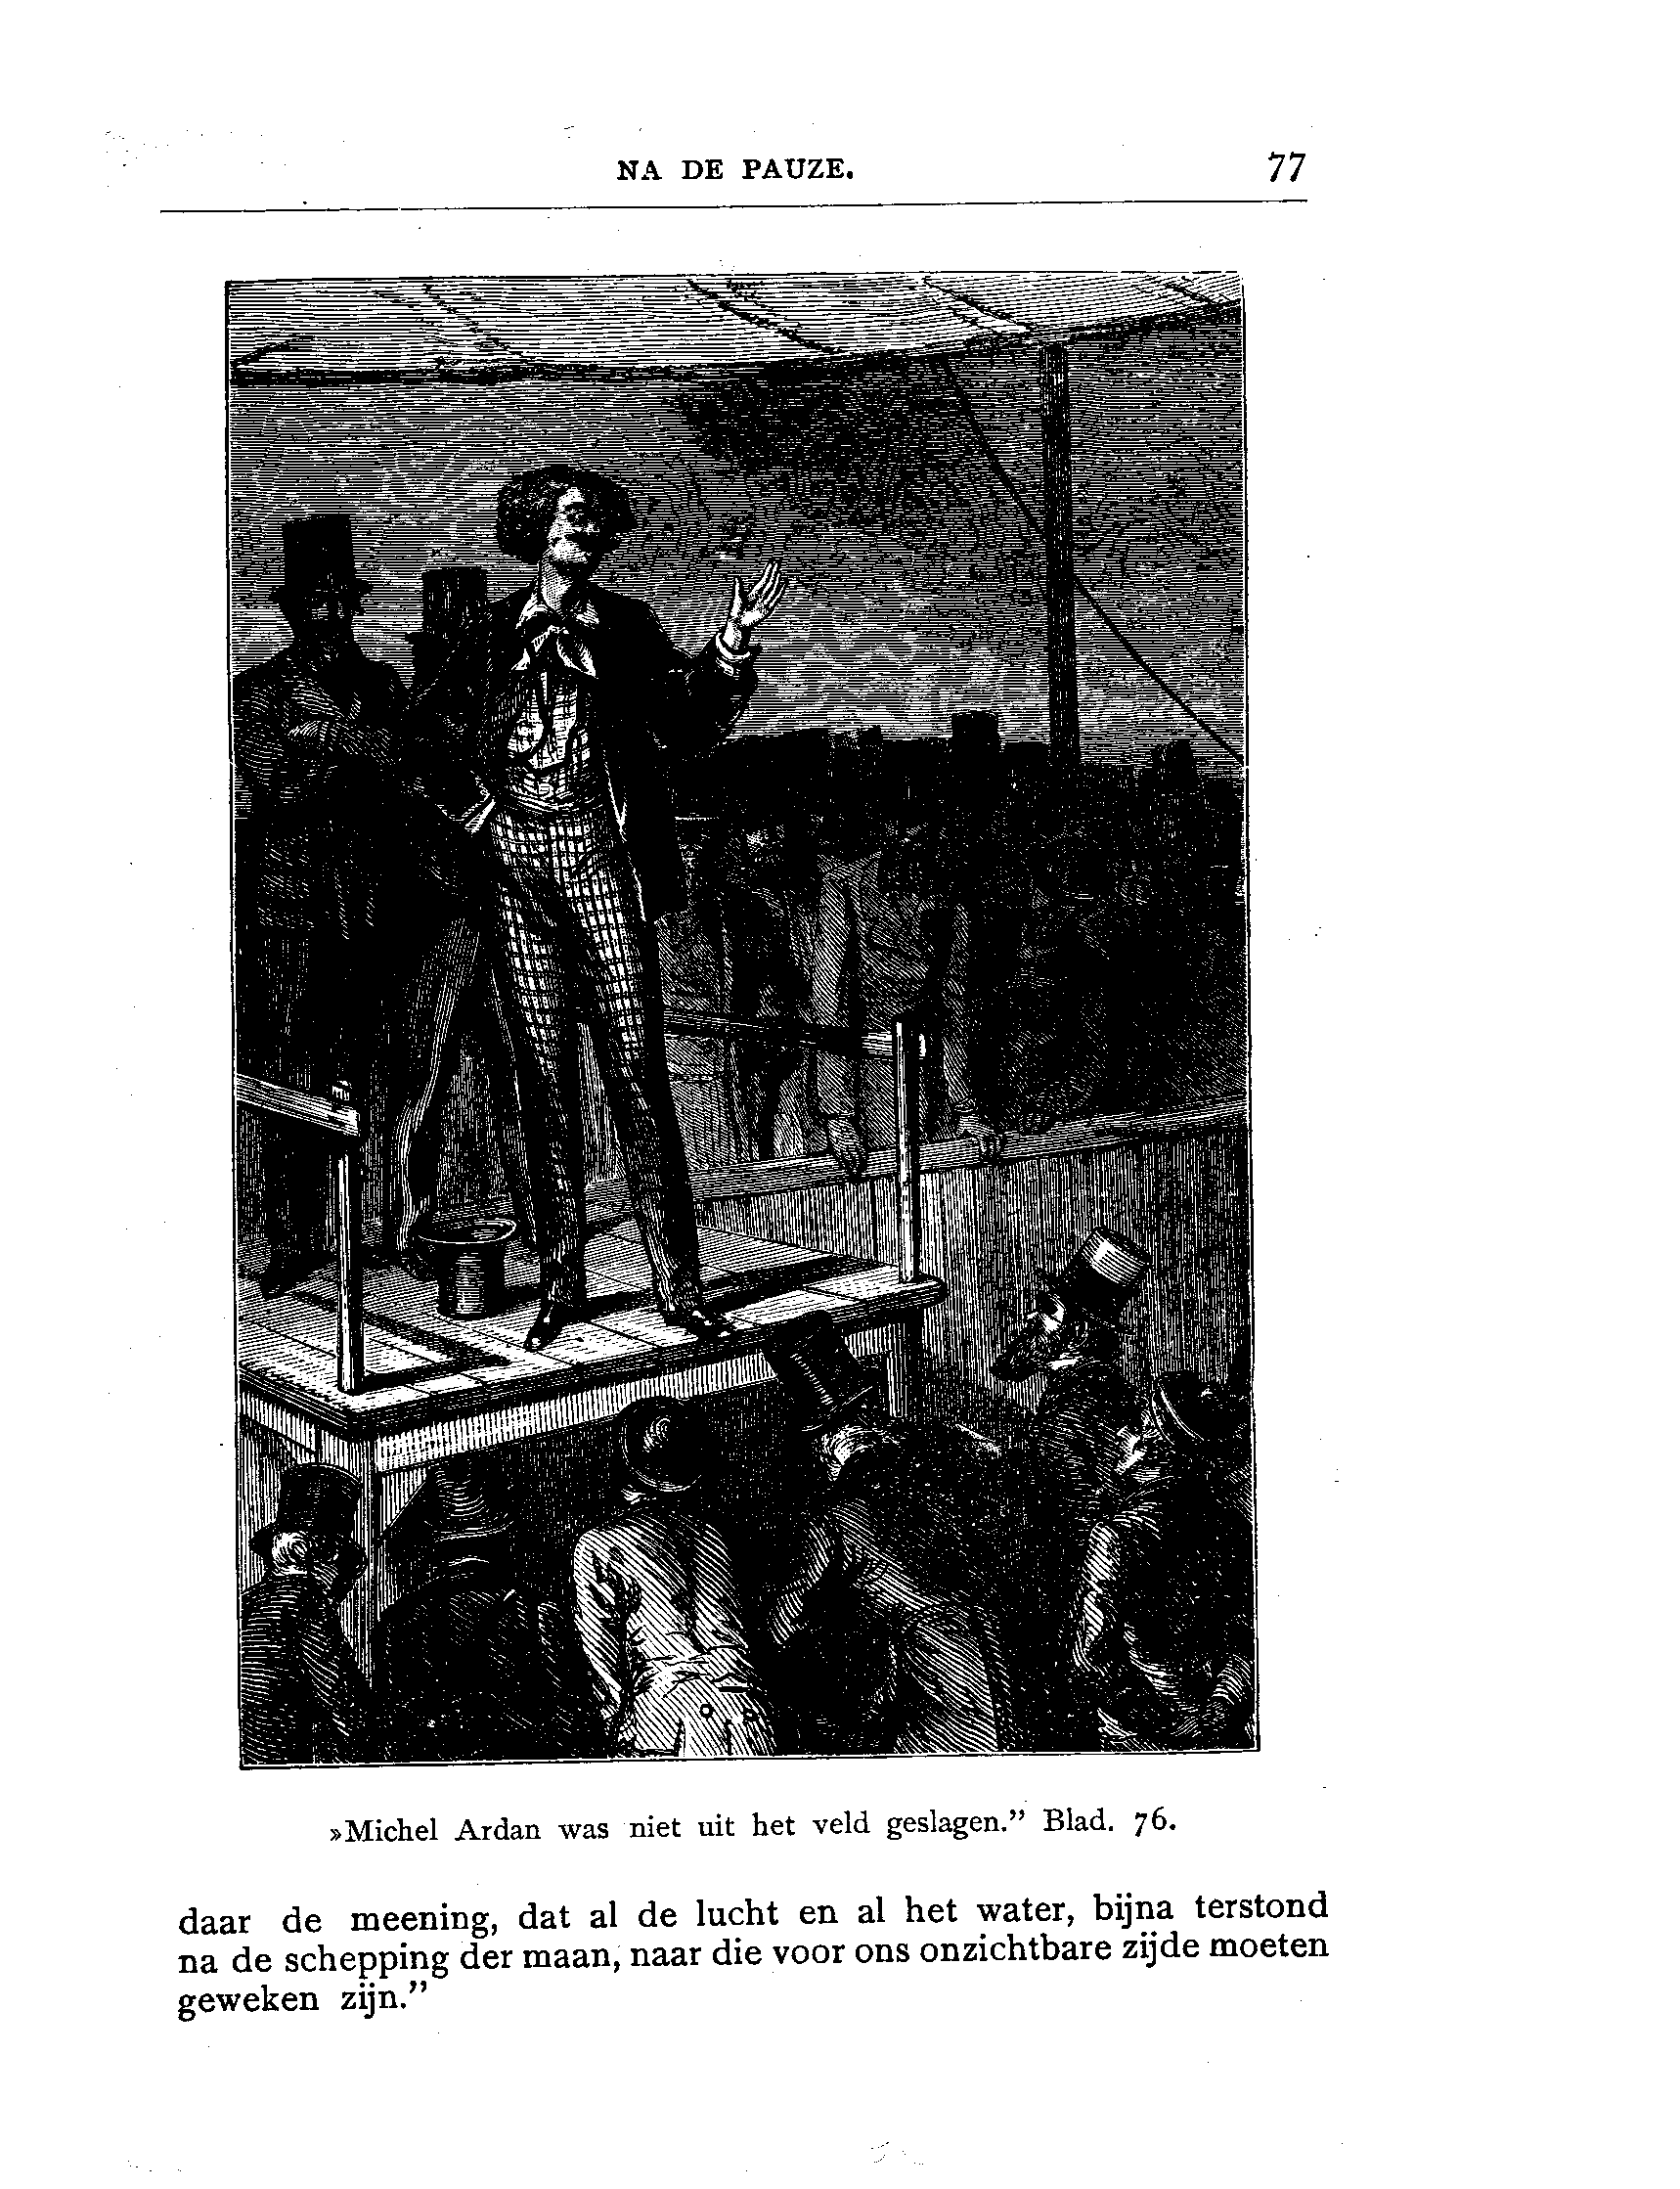 NA DE PAUZE. 77
»Michel Ardan was niet uit het veld geslagen.” Blad. 76.
daar de meening, dat al de lucht en al het water, bijna terstond
na de schepping der maan, naar die voor ons onzichtbare zijde moeten
geweken zijn.”